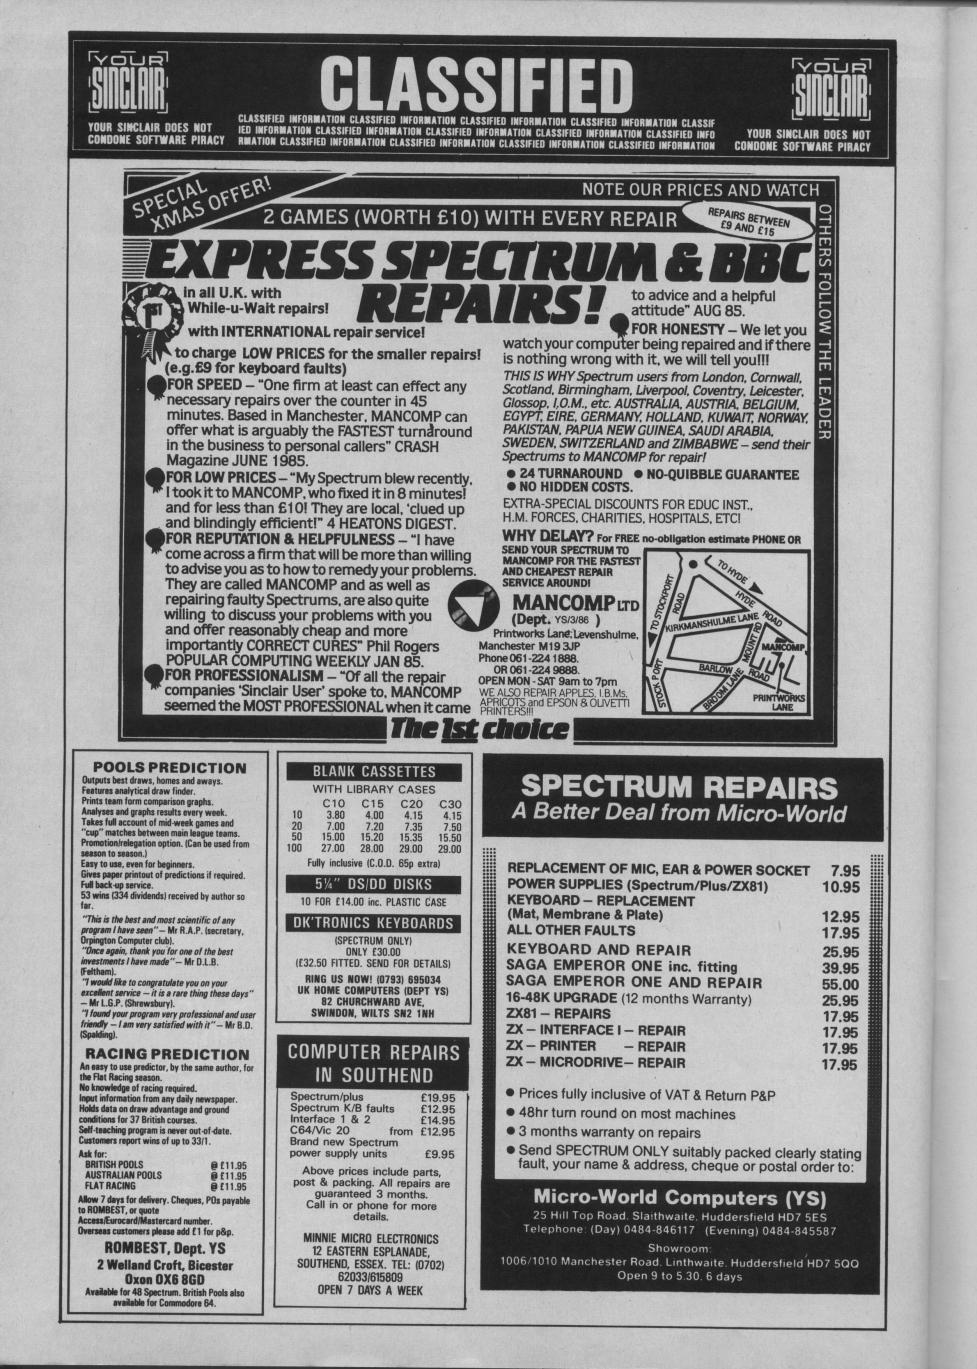 YOUR
SINCLAIR
YOUR SINCLAIR DOES NOT
CONDONE SOFTWARE PIRACY
CLASSIFIED
CLASSIFIED INFORMATION CLASSIFIED INFORMATION CLASSIFIED INFORMATION CLASSIFIED INFORMATION CLASSIF
IED INFORMATION CLASSIFIED INFORMATION CLASSIFIED INFORMATION CLASSIFIED INFORMATION CLASSIFIED INFO
RMATION CLASSIFIED INFORMATION CLASSIFIED INFORMATION CLASSIFIED INFORMATION CLASSIFIED INFORMATION
YOUR
SINCLAIR
YOUR SINCLAIR DOES NOT
CONDONE SOFTWARE PIRACY
SPECIAL
XMAS OFFER!
NOTE OUR PRICES AND WATCH
OTHERS FOLLOW THE LEADER
2 GAMES (WORTH £10) WITH EVERY REPAIR
REPAIRS BETWEEN
£9 AND £15
EXPRESS SPECTRUM & BBC
REPAIRS!
1ST
in all U.K. with
While-u-Wait repairs!
with INTERNATIONAL repair service!
to charge LOW PRICES for the smaller repairs!
(e.g.£9 for keyboard faults)
FOR SPEED – "One firm at least can effect any
necessary repairs over the counter in 45
minutes. Based in Manchester, MANCOMP can
offer what is arguably the FASTEST turnaround
in the business to personal callers" CRASH
Magazine JUNE 1985.
FOR LOW PRICES – "My Spectrum blew recently,
I took it to MANCOMP, who fixed it in 8 minutes!
and for less than £10! They are local, 'clued up
and blindingly efficient!" 4 HEATONS DIGEST.
FOR REPUTATION & HELPFULNESS – "I have
come across a firm that will be more than willing
to advise you as to how to remedy your problems.
They are called MANCOMP and as well as
repairing faulty Spectrums, are also quite
willing to discuss your problems with you
and offer reasonably cheap and more
importantly CORRECT CURES" Phil Rogers
POPULAR COMPUTING WEEKLY JAN 85.
FOR PROFESSIONALISM – "Of all the repair
companies 'Sinclair User' spoke to, MANCOMP
seemed the MOST PROFESSIONAL when it came
to advice and a helpful
attitude" AUG 85.
FOR HONESTY – We let you
watch your computer being repaired and if there
is nothing wrong with it, we will tell you!!!
THIS IS WHY Spectrum users from London, Cornwall,
Scotland, Birmingham, Liverpool, Coventry, Leicester,
Glossop, I.O.M., etc. AUSTRALIA, AUSTRIA, BELGIUM,
EGYPT, EIRE, GERMANY, HOLLAND, KUWAIT, NORWAY,
PAKISTAN, PAPUA NEW GUINEA, SAUDI ARABIA,
SWEDEN, SWITZERLAND and ZIMBABWE – send their
Spectrums to MANCOMP for repair!
• 24 TURNAROUND • NO-QUIBBLE GUARANTEE
• NO HIDDEN COSTS.
EXTRA-SPECIAL DISCOUNTS FOR EDUC INST.,
H.M. FORCES, CHARITIES, HOSPITALS, ETC!
WHY DELAY? For FREE no-obligation estimate PHONE OR
SEND YOUR SPECTRUM TO
MANCOMP FOR THE FASTEST
AND CHEAPEST REPAIR
SERVICE AROUND!
MANCOMP LTD
(Dept. YS/3/86 )
Printworks Lane, Levenshulme,
Manchester M19 3JP
Phone 061-224 1888.
OR 061-224 9888.
OPEN MON - SAT 9am to 7pm
WE ALSO REPAIR APPLES, I.B.Ms,
APRICOTS and EPSON & OLIVETTI
PRINTERS!!!
TO HYDE
TO STOCKPORT
ROAD
HYDE ROAD
KIRKMANSHULME LANE
MOUNT RD
MANCOMP
BARLOW ROAD
STOCKPORT
BROOM LANE
PRINTWORKS
LANE
The 1st choice
POOLS PREDICTION
Outputs best draws, homes and aways.
Features analytical draw finder.
Prints team form comparison graphs.
Analyses and graphs results every week.
Takes full account of mid-week games and
"cup" matches between main league teams.
Promotion/relegation option. (Can be used from
season to season.)
Easy to use, even for beginners.
Gives paper printout of predictions if required.
Full back-up service.
53 wins (334 dividends) received by author so
far.
"This is the best and most scientific of any
program I have seen" – Mr R.A.P. (secretary,
Orpington Computer club).
"Once again, thank you for one of the best
investments I have made" – Mr D.L.B.
(Feltham).
"I would like to congratulate you on your
excellent service – it is a rare thing these days"
– Mr L.G.P. (Shrewsbury).
"I found your program very professional and user
friendly – I am very satisfied with it" – Mr B.D.
(Spalding).
RACING PREDICTION
An easy to use predictor, by the same author, for
the Flat Racing season.
No knowledge of racing required.
Input information from any daily newspaper.
Holds data on draw advantage and ground
conditions for 37 British courses.
Self-teaching program is never out-of-date.
Customers report wins of up to 33/1.
Ask for:
BRITISH POOLS @ £11.95
AUSTRALIAN POOLS @ £11.95
FLAT RACING @ £11.95
Allow 7 days for delivery. Cheques, POs payable
to ROMBEST, or quote
Access/Eurocard/Mastercard number.
Overseas customers please add £1 for p&p.
ROMBEST, Dept. YS
2 Welland Croft, Bicester
Oxon OX6 8GD
Available for 48 Spectrum. British Pools also
available for Commodore 64.
BLANK CASSETTES
WITH LIBRARY CASES
C10 C15 C20 C30
10 3.80 4.00 4.15 4.15
20 7.00 7.20 7.35 7.50
50 15.00 15.20 15.35 15.50
100 27.00 28.00 29.00 29.00
Fully inclusive (C.O.D. 65p extra)
5¼" DS/DD DISKS
10 FOR £14.00 inc. PLASTIC CASE
DK'TRONICS KEYBOARDS
(SPECTRUM ONLY)
ONLY £30.00
(£32.50 FITTED. SEND FOR DETAILS)
RING US NOW! (0793) 695034
UK HOME COMPUTERS (DEPT YS)
82 CHURCHWARD AVE,
SWINDON, WILTS SN2 1NH
COMPUTER REPAIRS
IN SOUTHEND
Spectrum/plus £19.95
Spectrum K/B faults £12.95
Interface 1 & 2 £14.95
C64/Vic 20 from £12.95
Brand new Spectrum
power supply units £9.95
Above prices include parts,
post & packing. All repairs are
guaranteed 3 months.
Call in or phone for more
details.
MINNIE MICRO ELECTRONICS
12 EASTERN ESPLANADE,
SOUTHEND, ESSEX. TEL: (0702)
62033/615809
OPEN 7 DAYS A WEEK
SPECTRUM REPAIRS
A Better Deal from Micro-World
REPLACEMENT OF MIC, EAR & POWER SOCKET 7.95
POWER SUPPLIES (Spectrum/Plus/ZX81) 10.95
KEYBOARD – REPLACEMENT
(Mat, Membrane & Plate) 12.95
ALL OTHER FAULTS 17.95
KEYBOARD AND REPAIR 25.95
SAGA EMPEROR ONE inc. fitting 39.95
SAGA EMPEROR ONE AND REPAIR 55.00
16-48K UPGRADE (12 months Warranty) 25.95
ZX81 – REPAIRS 17.95
ZX – INTERFACE I – REPAIR 17.95
ZX – PRINTER – REPAIR 17.95
ZX – MICRODRIVE – REPAIR 17.95
• Prices fully inclusive of VAT & Return P&P
• 48hr turn round on most machines
• 3 months warranty on repairs
• Send SPECTRUM ONLY suitably packed clearly stating
fault, your name & address, cheque or postal order to:
Micro-World Computers (YS)
25 Hill Top Road, Slaithwaite, Huddersfield HD7 5ES
Telephone: (Day) 0484-846117 (Evening) 0484-845587
Showroom:
1006/1010 Manchester Road, Linthwaite, Huddersfield HD7 5QQ
Open 9 to 5.30. 6 days